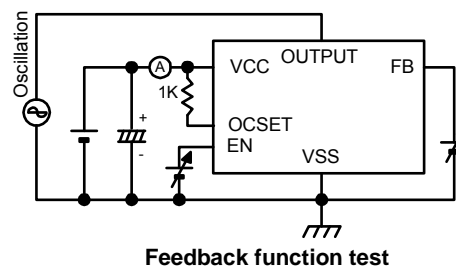 Oscillation
OUTPUT
A
VCC
FB
1K
+
OCSET
-
EN
VSS
Feedback function test